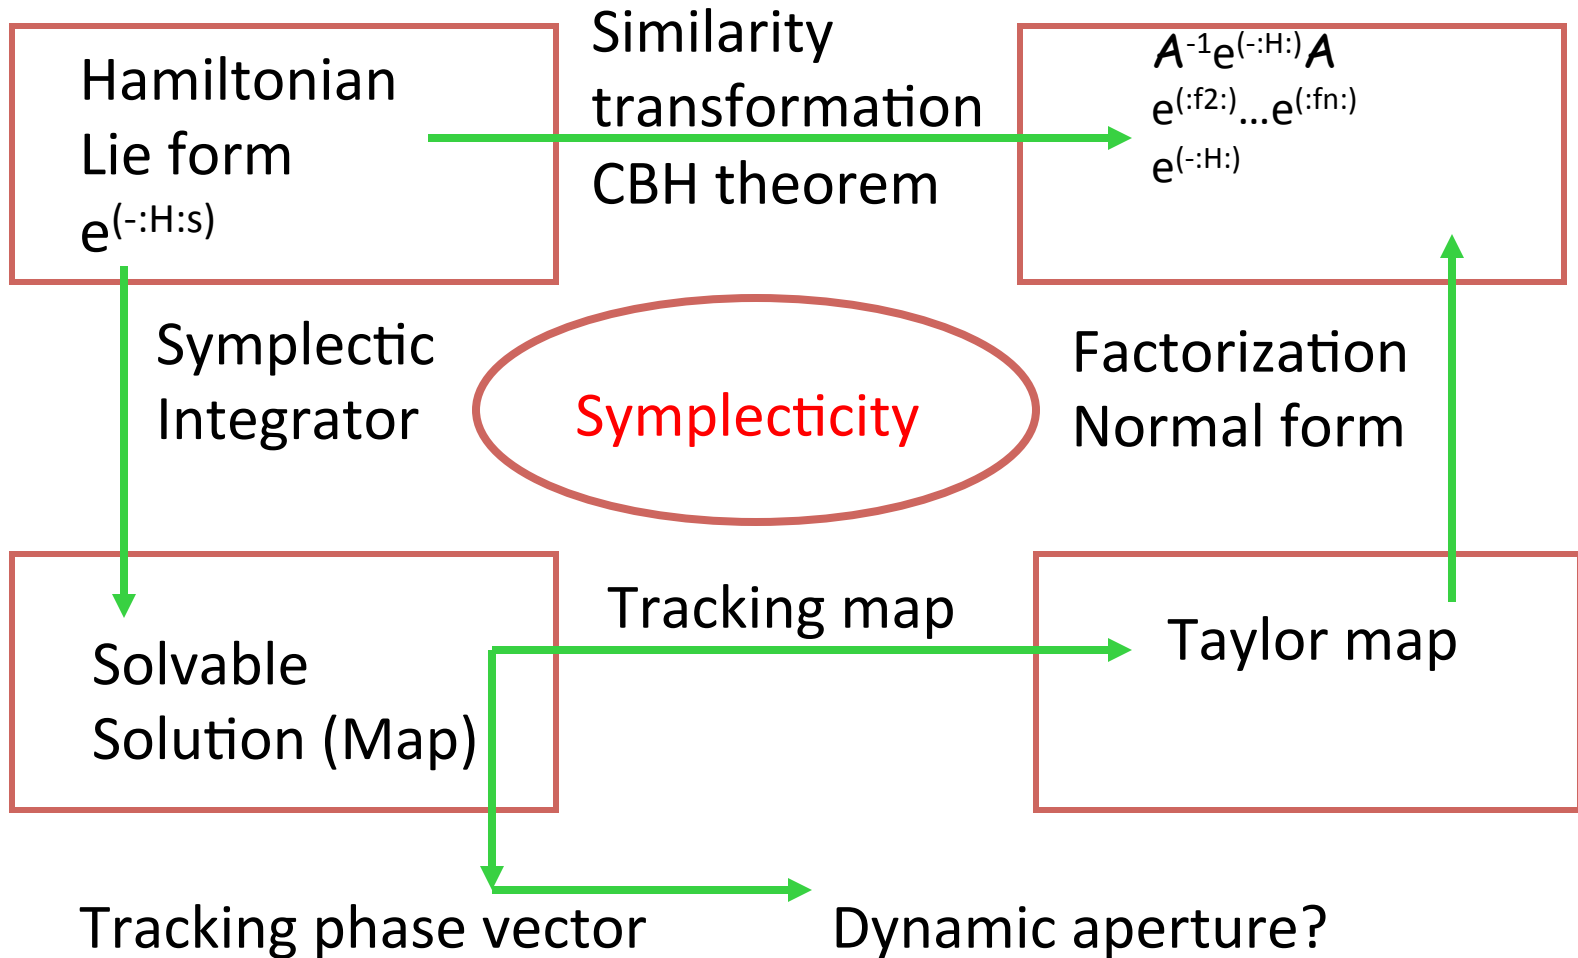 Hamiltonian
Lie form
e^(-:H:s)
Similarity
transformation
CBH theorem
A^-1 e^(-:H:) A
e^(:f2:)...e^(:fn:)
e^(-:H:)
Symplectic
Integrator
Symplecticity
Factorization
Normal form
Solvable
Solution (Map)
Tracking map
Taylor map
Tracking phase vector
Dynamic aperture?